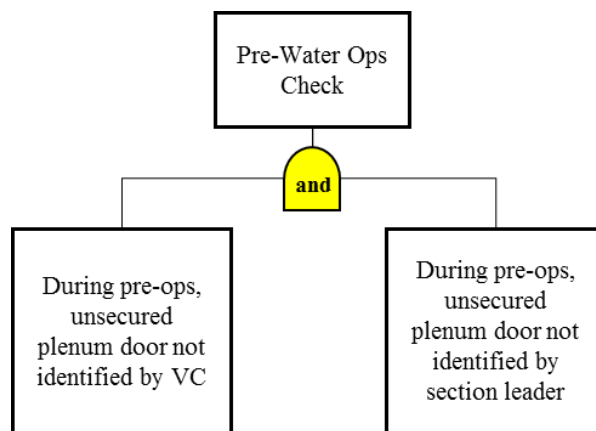 Pre-Water Ops
Check
and
During pre-ops,
unsecured
plenum door not
identified by VC
During pre-ops,
unsecured
plenum door not
identified by
section leader